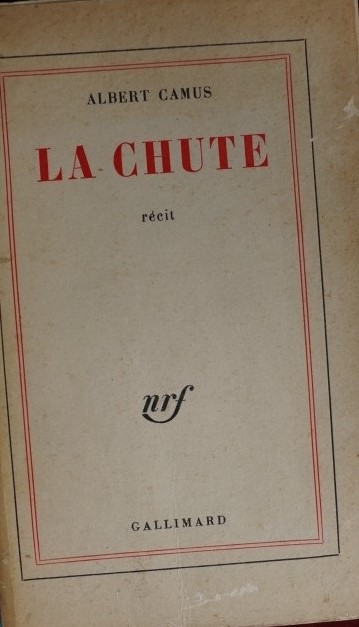 ALBERT CAMUS
LA CHUTE
récit
nrf
GALLIMARD